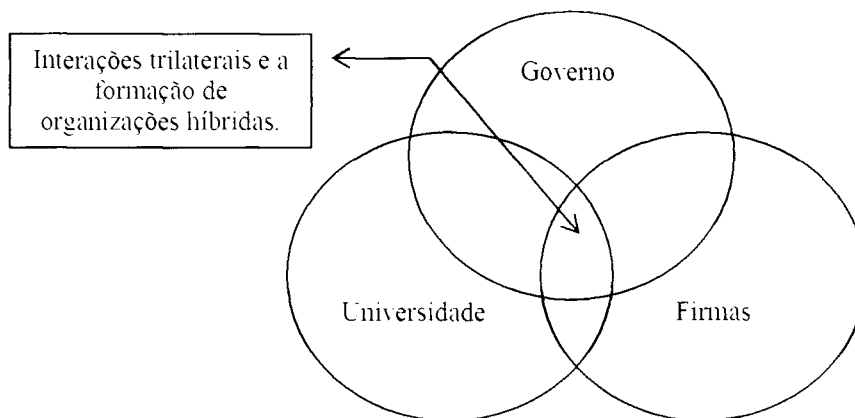 Interações trilaterais e a
formação de
organizações híbridas.
Governo
Universidade
Firmas